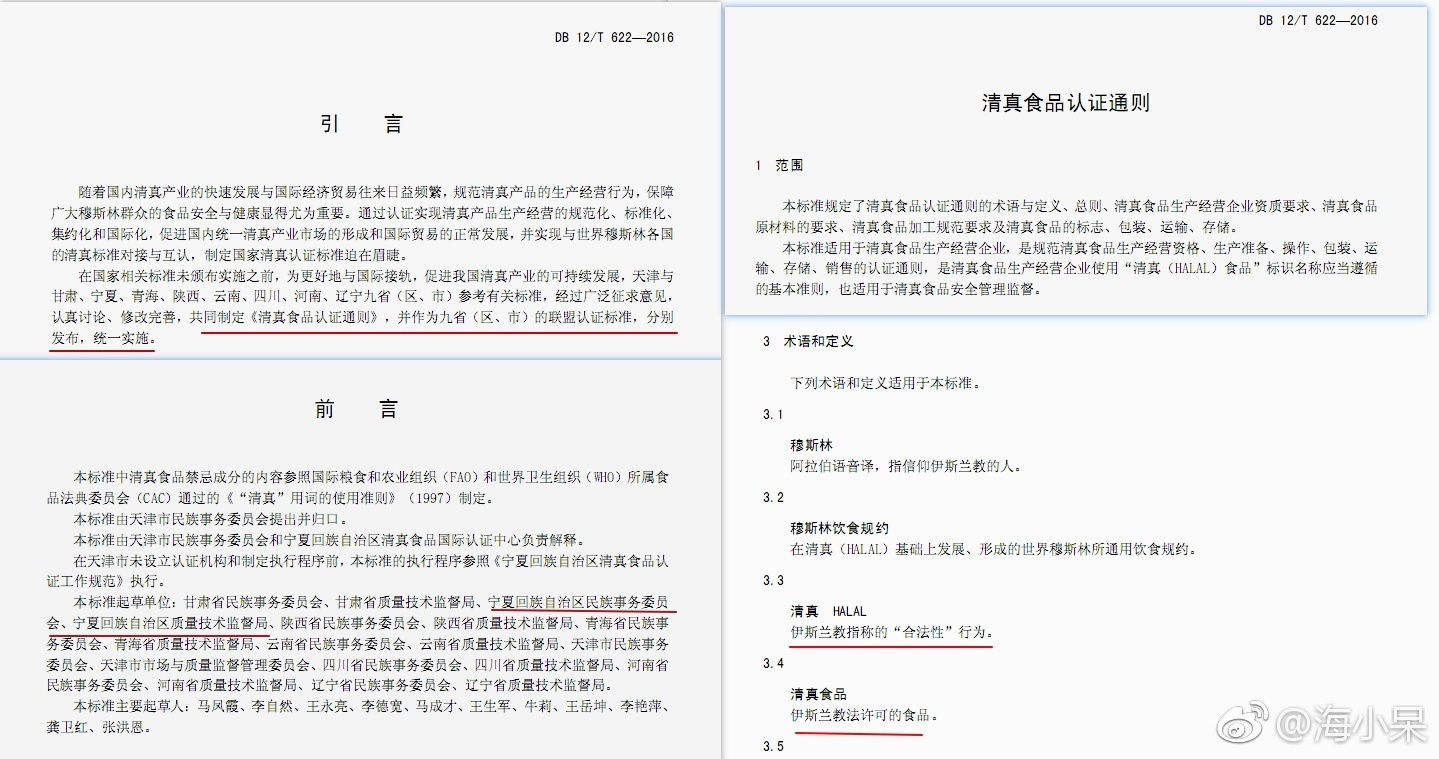 DB 12/T 622—2016
引 言
随着国内清真产业的快速发展与国际经济贸易往来日益频繁，规范清真产品的生产经营行为，保障
广大穆斯林群众的食品安全与健康显得尤为重要。通过认证实现清真产品生产经营的规范化、标准化、
集约化和国际化，促进国内统一清真产业市场的形成和国际贸易的正常发展，并实现与世界穆斯林各国
的清真标准对接与互认，制定国家清真认证标准迫在眉睫。
在国家相关标准未颁布实施之前，为更好地与国际接轨，促进我国清真产业的可持续发展，天津与
甘肃、宁夏、青海、陕西、云南、四川、河南、辽宁九省（区、市）参考有关标准，经过广泛征求意见，
认真讨论、修改完善，共同制定《清真食品认证通则》，并作为九省（区、市）的联盟认证标准，分别
发布，统一实施。
前 言
本标准中清真食品禁忌成分的内容参照国际粮食和农业组织（FAO）和世界卫生组织（WHO）所属食
品法典委员会（CAC）通过的《“清真”用词的使用准则》（1997）制定。
本标准由天津市民族事务委员会提出并归口。
本标准由天津市民族事务委员会和宁夏回族自治区清真食品国际认证中心负责解释。
在天津市未设立认证机构和制定执行程序前，本标准的执行程序参照《宁夏回族自治区清真食品认
证工作规范》执行。
本标准起草单位：甘肃省民族事务委员会、甘肃省质量技术监督局、宁夏回族自治区民族事务委员
会、宁夏回族自治区质量技术监督局、陕西省民族事务委员会、陕西省质量技术监督局、青海省民族事
务委员会、青海省质量技术监督局、云南省民族事务委员会、云南省质量技术监督局、天津市民族事务
委员会、天津市市场与质量监督管理委员会、四川省民族事务委员会、四川省质量技术监督局、河南省
民族事务委员会、河南省质量技术监督局、辽宁省民族事务委员会、辽宁省质量技术监督局。
本标准主要起草人：马凤霞、李自然、王永亮、李德宽、马成才、王生军、牛莉、王岳坤、李艳萍、
龚卫红、张洪恩。
DB 12/T 622—2016
清真食品认证通则
1 范围
本标准规定了清真食品认证通则的术语与定义、总则、清真食品生产经营企业资质要求、清真食品
原材料的要求、清真食品加工规范要求及清真食品的标志、包装、运输、存储。
本标准适用于清真食品生产经营企业，是规范清真食品生产经营资格、生产准备、操作、包装、运
输、存储、销售的认证通则，是清真食品生产经营企业使用“清真（HALAL）食品”标识名称应当遵循
的基本准则，也适用于清真食品安全管理监督。
3 术语和定义
下列术语和定义适用于本标准。
3.1
穆斯林
阿拉伯语音译，指信仰伊斯兰教的人。
3.2
穆斯林饮食规约
在清真（HALAL）基础上发展、形成的世界穆斯林所通用饮食规约。
3.3
清真 HALAL
伊斯兰教指称的“合法性”行为。
3.4
清真食品
伊斯兰教法许可的食品。
3.5
@海小呆